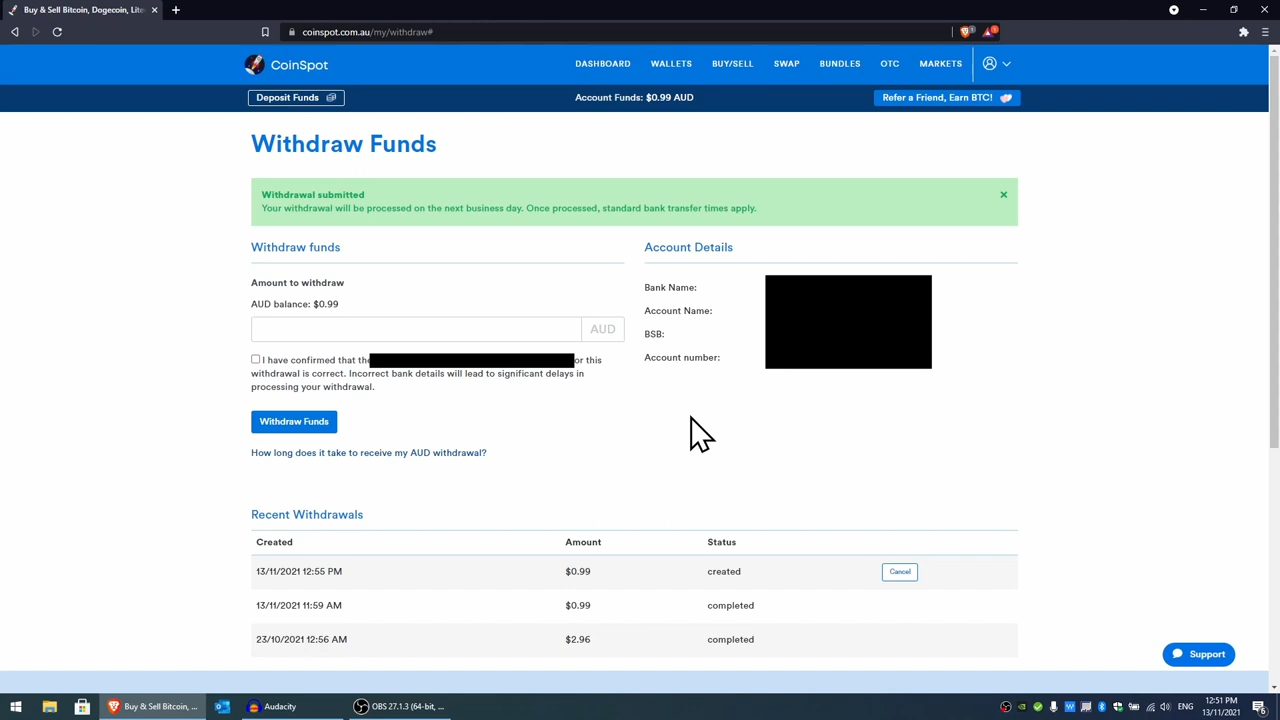 Buy & Sell Bitcoin, Dogecoin, Lite
coinspot.com.au/my/withdraw#
CoinSpot
DASHBOARD
WALLETS
BUY/SELL
SWAP
BUNDLES
OTC
MARKETS
Deposit Funds
Account Funds: $0.99 AUD
Refer a Friend, Earn BTC!
Withdraw Funds
Withdrawal submitted
Your withdrawal will be processed on the next business day. Once processed, standard bank transfer times apply.
Withdraw funds
Account Details
Amount to withdraw
AUD balance: $0.99
AUD
Bank Name:
Account Name:
BSB:
Account number:
I have confirmed that the or this
withdrawal is correct. Incorrect bank details will lead to significant delays in
processing your withdrawal.
Withdraw Funds
How long does it take to receive my AUD withdrawal?
Recent Withdrawals
Created Amount Status
13/11/2021 12:55 PM $0.99 created Cancel
13/11/2021 11:59 AM $0.99 completed
23/10/2021 12:56 AM $2.96 completed
Support
Buy & Sell Bitcoin, ...
Audacity
OBS 27.1.3 (64-bit, ...
ENG
12:51 PM
13/11/2021